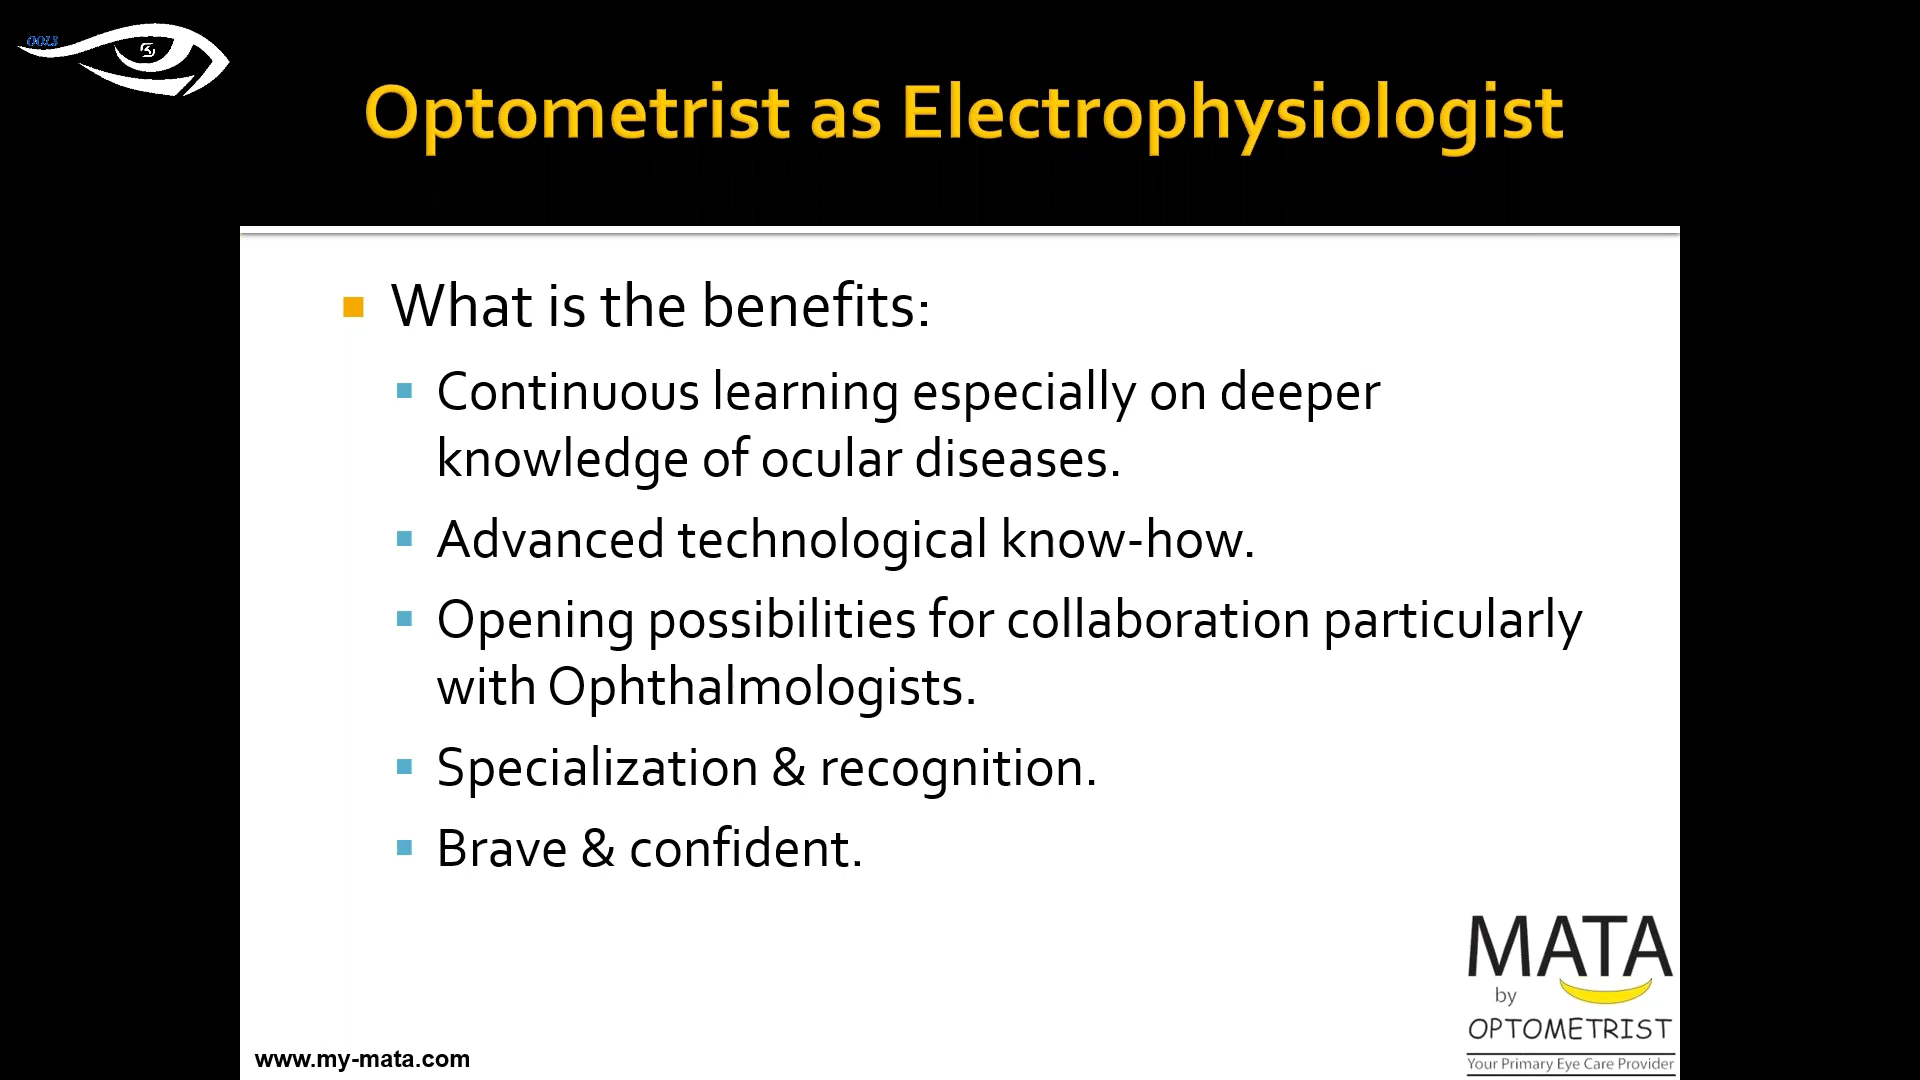 OOLS
Optometrist as Electrophysiologist
What is the benefits:
Continuous learning especially on deeper
knowledge of ocular diseases.
Advanced technological know-how.
Opening possibilities for collaboration particularly
with Ophthalmologists.
Specialization & recognition.
Brave & confident.
MATA
by
OPTOMETRIST
Your Primary Eye Care Provider
www.my-mata.com